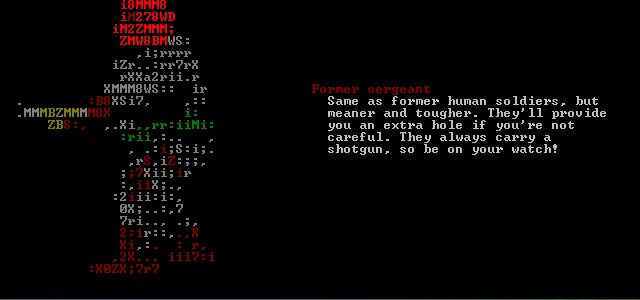 Former sergeant
Same as former human soldiers, but
meaner and tougher. They'll provide
you an extra hole if you're not
careful. They always carry a
shotgun, so be on your watch!